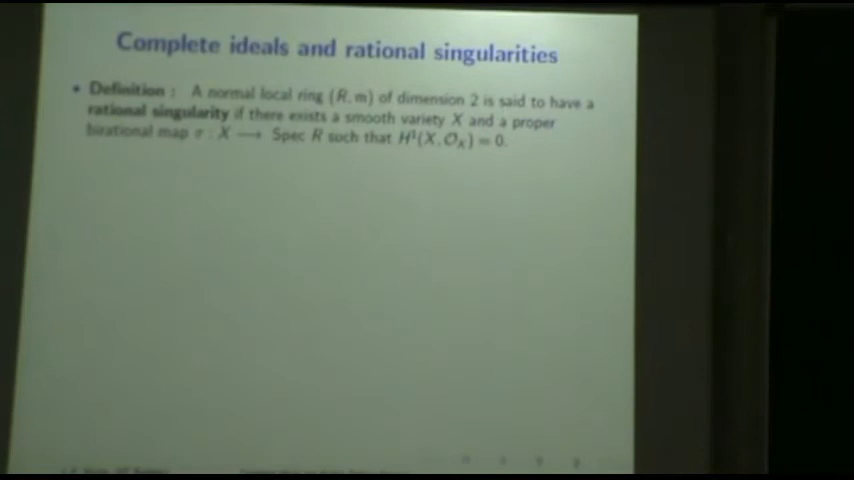 Complete ideals and rational singularities
• Definition : A normal local ring (R, m) of dimension 2 is said to have a
rational singularity if there exists a smooth variety X and a proper
birational map σ : X ⟶ Spec R such that H¹(X, O_X) = 0.